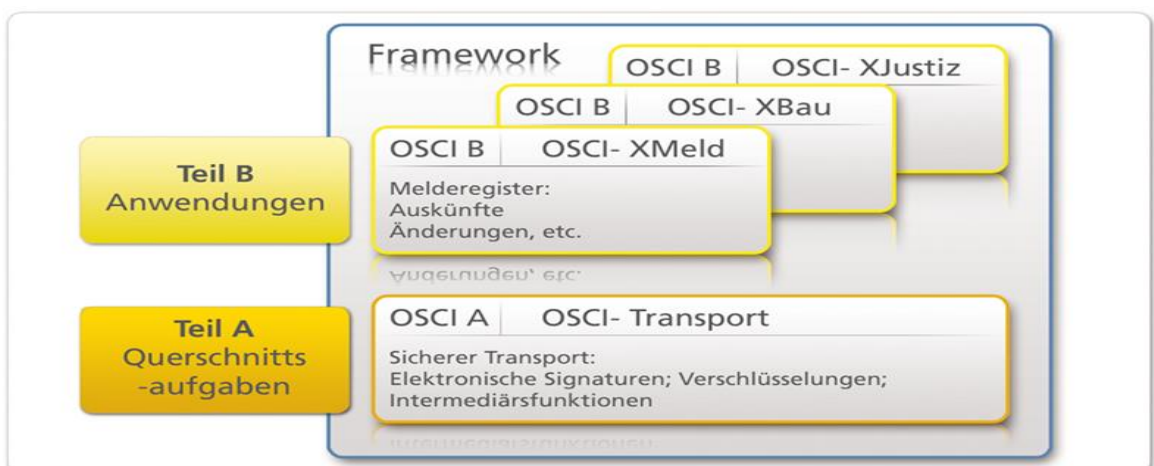 Framework
OSCI B OSCI- XJustiz
OSCI B OSCI- XBau
OSCI B OSCI- XMeld
Teil B
Anwendungen
Melderegister:
Auskünfte
Änderungen, etc.
Teil A
Querschnitts
-aufgaben
OSCI A OSCI- Transport
Sicherer Transport:
Elektronische Signaturen; Verschlüsselungen;
Intermediärsfunktionen